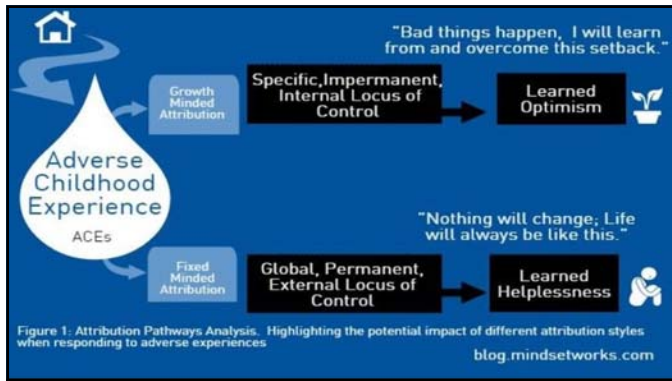 "Bad things happen, I will learn
from and overcome this setback."
Growth
Minded
Attribution
Specific,Impermanent,
Internal Locus of
Control
Learned
Optimism
Adverse
Childhood
Experience
ACEs
"Nothing will change; Life
will always be like this."
Fixed
Minded
Attribution
Global, Permanent,
External Locus of
Control
Learned
Helplessness
Figure 1: Attribution Pathways Analysis. Highlighting the potential impact of different attribution styles
when responding to adverse experiences
blog.mindsetworks.com